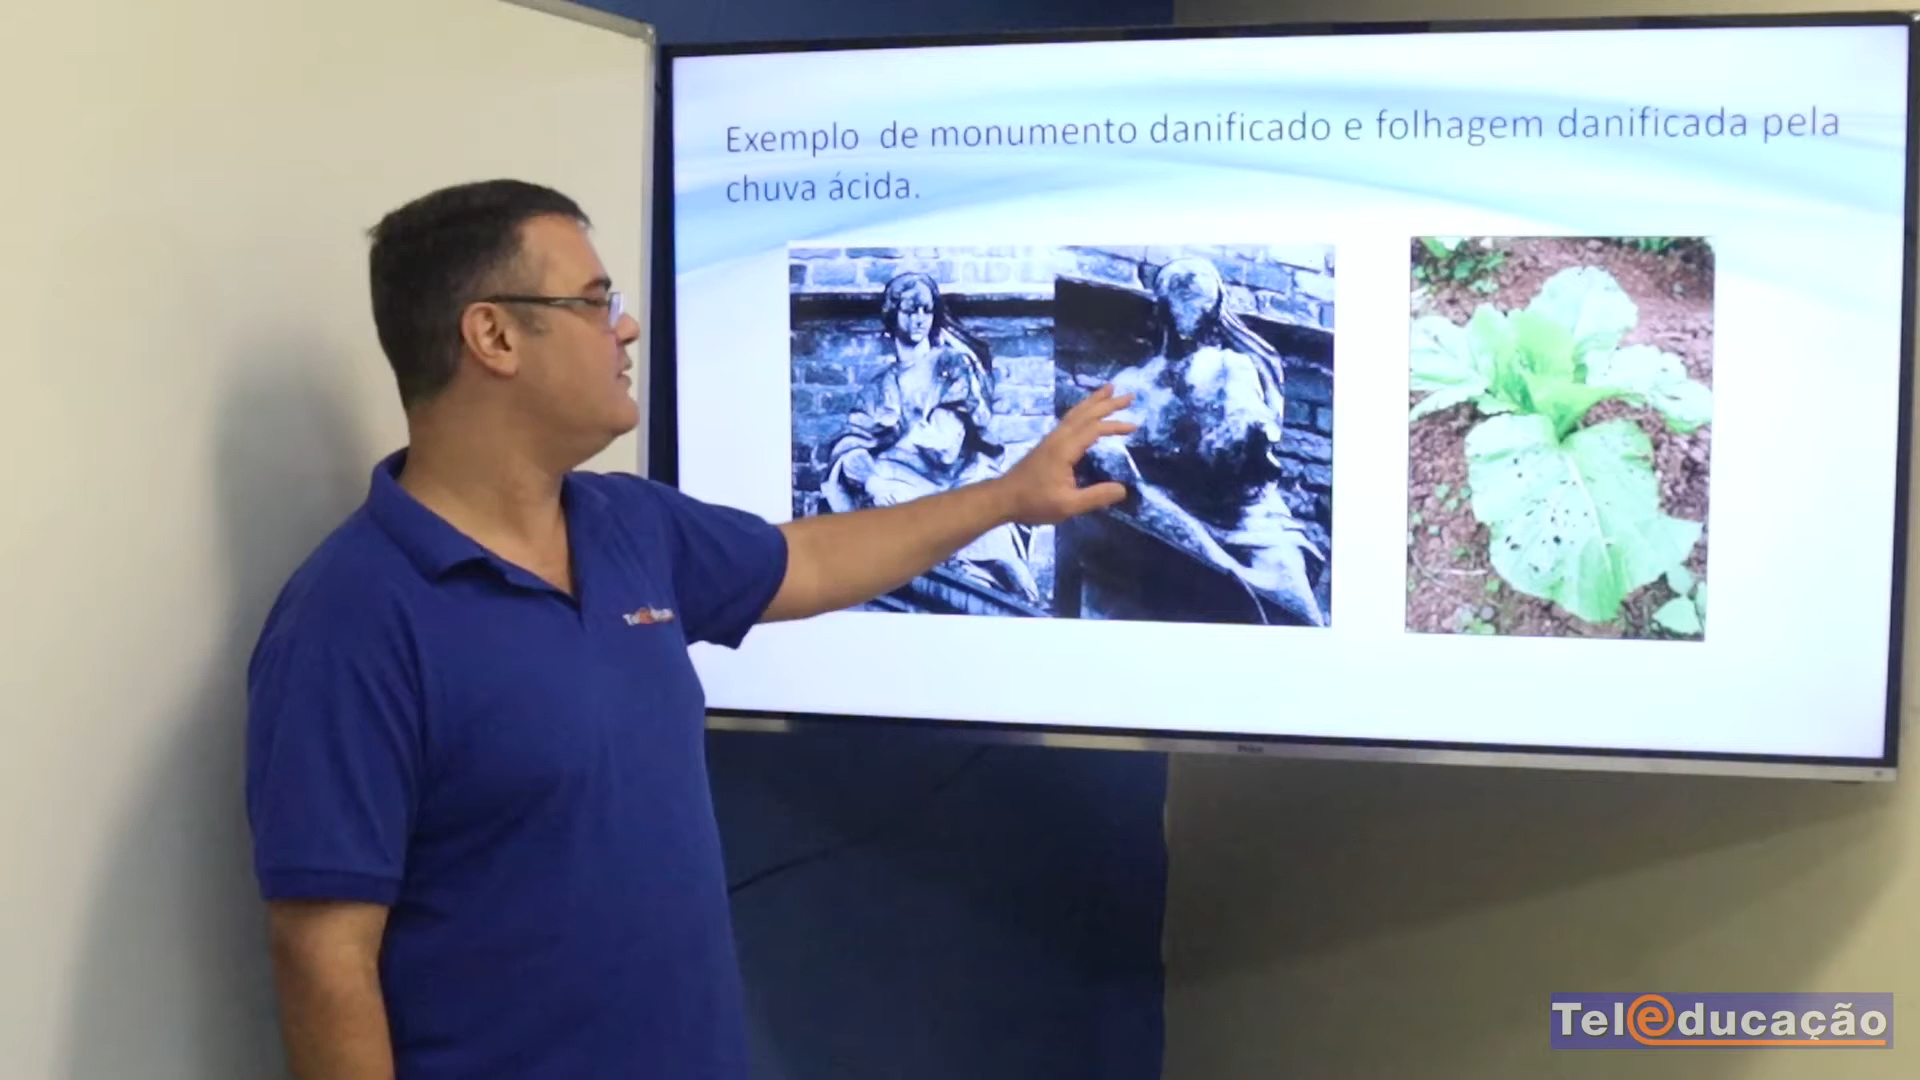 Exemplo de monumento danificado e folhagem danificada pela
chuva ácida.
Teleducação